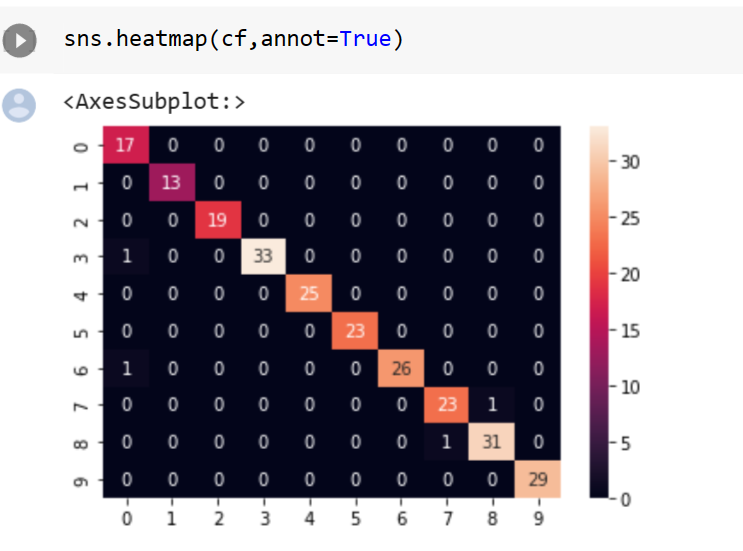 sns.heatmap(cf,annot=True)
<AxesSubplot:>
0 17 0 0 0 0 0 0 0 0 0
1 0 13 0 0 0 0 0 0 0 0
2 0 0 19 0 0 0 0 0 0 0
3 1 0 0 33 0 0 0 0 0 0
4 0 0 0 0 25 0 0 0 0 0
5 0 0 0 0 0 23 0 0 0 0
6 1 0 0 0 0 0 26 0 0 0
7 0 0 0 0 0 0 0 23 1 0
8 0 0 0 0 0 0 0 1 31 0
9 0 0 0 0 0 0 0 0 0 29
0 1 2 3 4 5 6 7 8 9
30
25
20
15
10
5
0